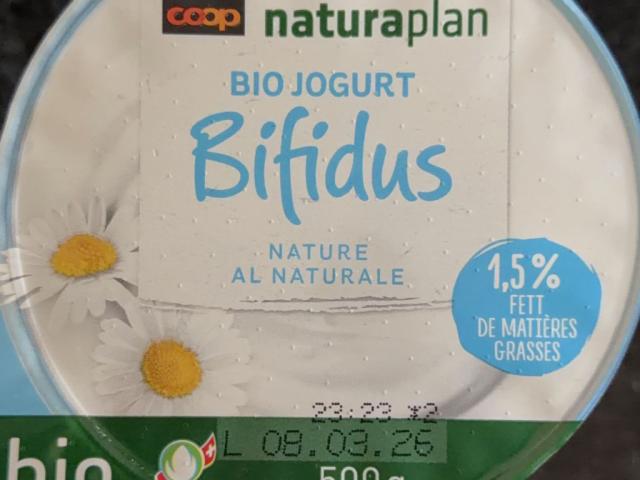 coop naturaplan
BIO JOGURT
Bifidus
NATURE
AL NATURALE
1,5%
FETT
DE MATIÈRES
GRASSES
23:23 *2
L 08.03.26
bio
500 g